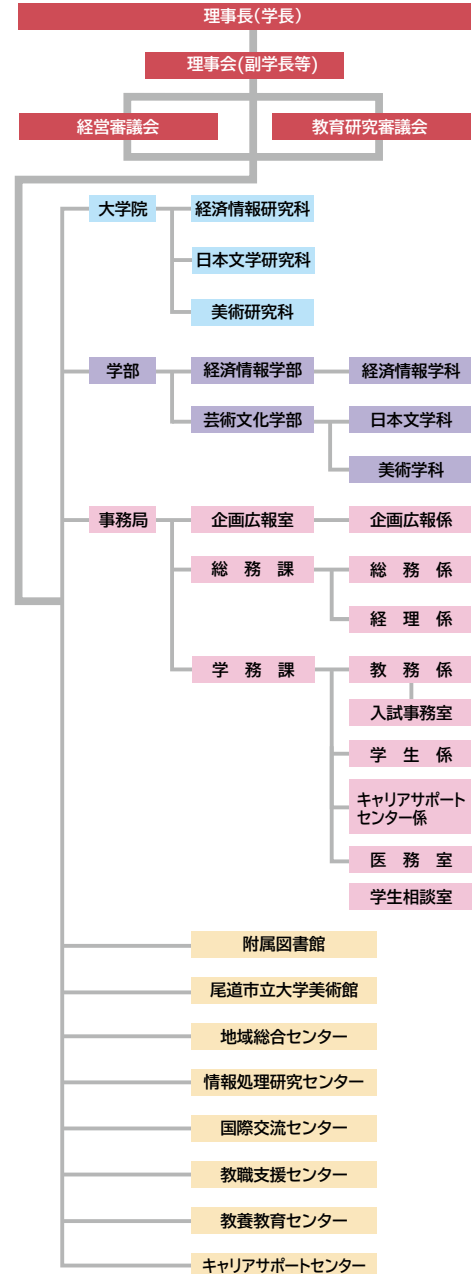 理事長(学長)
理事会(副学長等)
経営審議会
教育研究審議会
大学院
経済情報研究科
日本文学研究科
美術研究科
学部
経済情報学部
経済情報学科
芸術文化学部
日本文学科
美術学科
事務局
企画広報室
企画広報係
総務課
総務係
経理係
学務課
教務係
入試事務室
学生係
キャリアサポート
センター係
医務室
学生相談室
附属図書館
尾道市立大学美術館
地域総合センター
情報処理研究センター
国際交流センター
教職支援センター
教養教育センター
キャリアサポートセンター